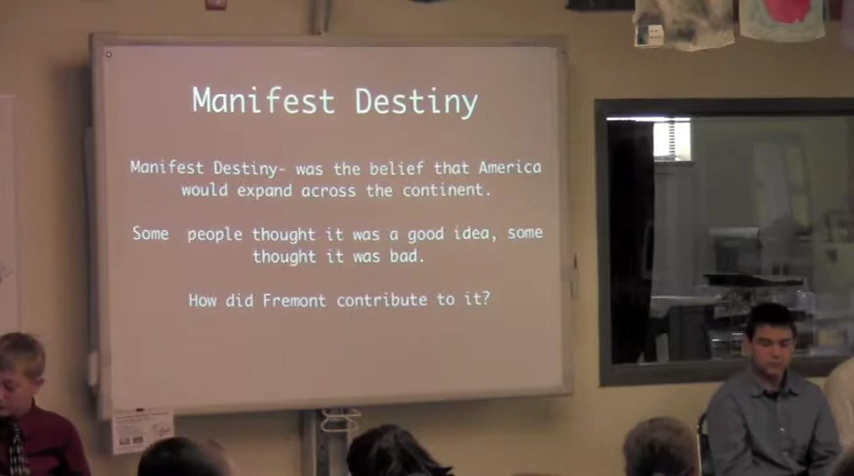 Manifest Destiny
Manifest Destiny- was the belief that America
would expand across the continent.
Some people thought it was a good idea, some
thought it was bad.
How did Fremont contribute to it?